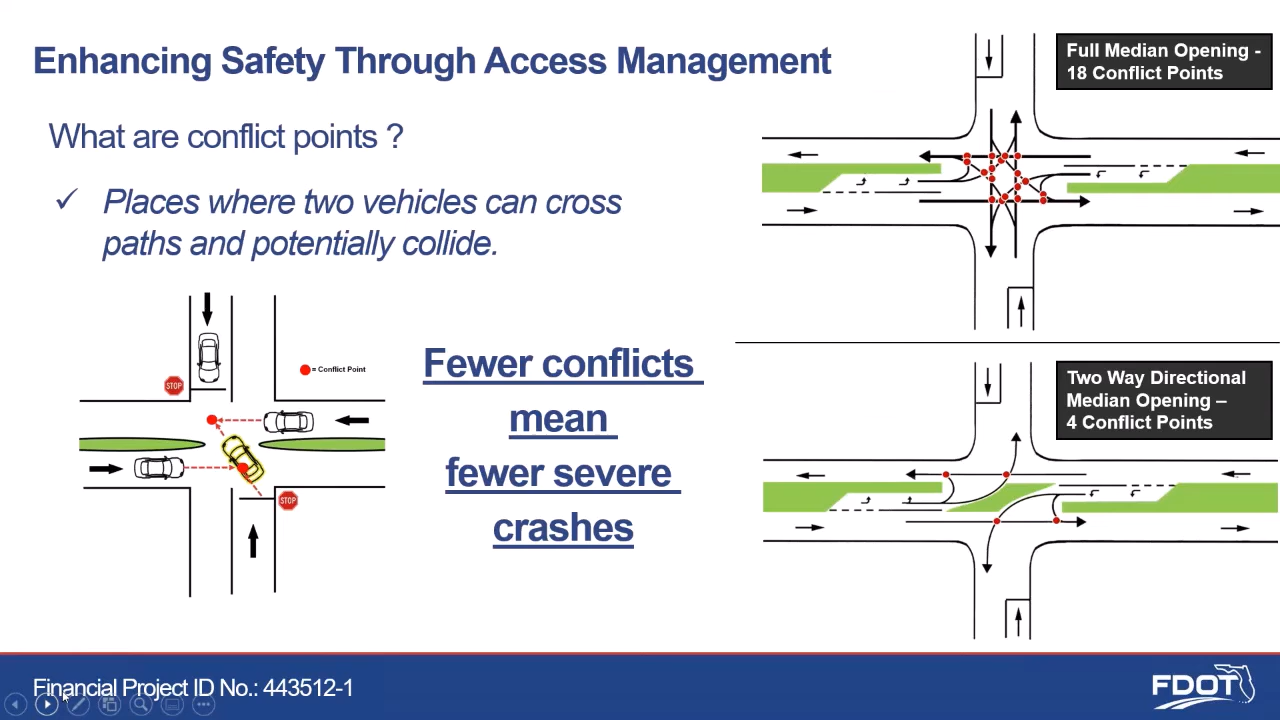 Enhancing Safety Through Access Management
What are conflict points ?
✓ Places where two vehicles can cross
paths and potentially collide.
= Conflict Point
STOP
STOP
Fewer conflicts
mean
fewer severe
crashes
Full Median Opening -
18 Conflict Points
Two Way Directional
Median Opening –
4 Conflict Points
Financial Project ID No.: 443512-1
FDOT